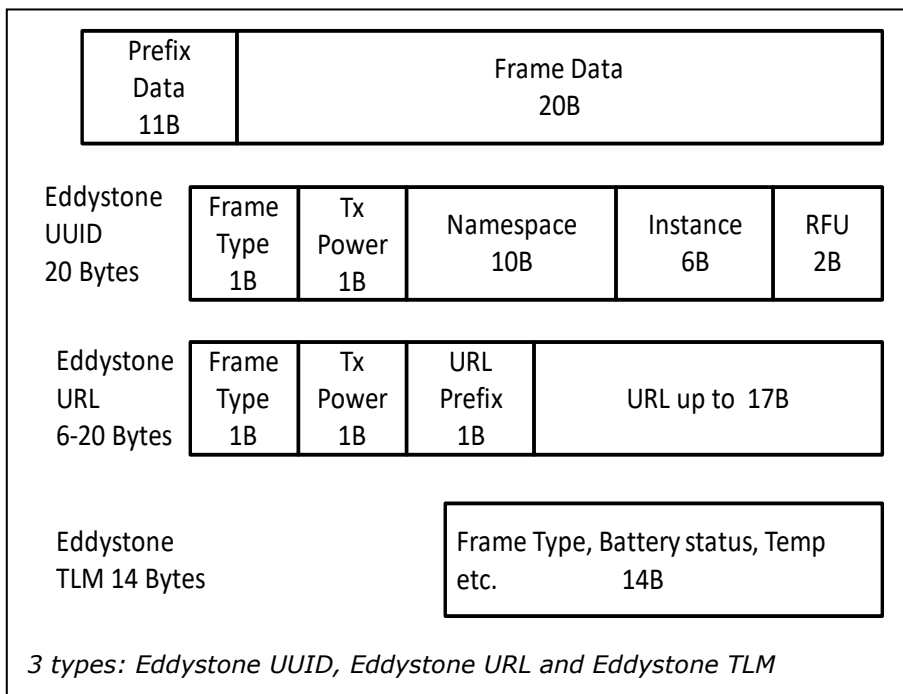 Prefix
Data
11B
Frame Data
20B
Eddystone
UUID
20 Bytes
Frame
Type
1B
Tx
Power
1B
Namespace
10B
Instance
6B
RFU
2B
Eddystone
URL
6-20 Bytes
Frame
Type
1B
Tx
Power
1B
URL
Prefix
1B
URL up to 17B
Eddystone
TLM 14 Bytes
Frame Type, Battery status, Temp
etc. 14B
3 types: Eddystone UUID, Eddystone URL and Eddystone TLM